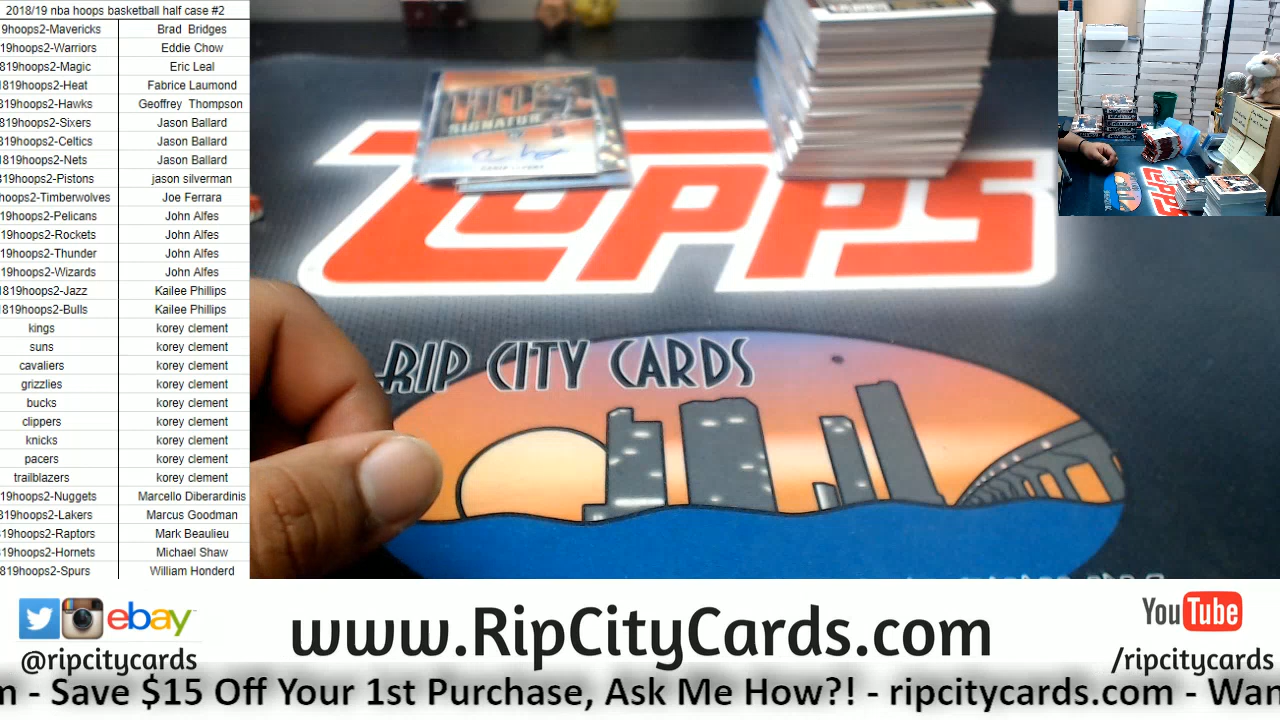 2018/19 nba hoops basketball half case #2
9hoops2-Mavericks Brad Bridges
19hoops2-Warriors Eddie Chow
819hoops2-Magic Eric Leal
1819hoops2-Heat Fabrice Laumond
819hoops2-Hawks Geoffrey Thompson
819hoops2-Sixers Jason Ballard
819hoops2-Celtics Jason Ballard
1819hoops2-Nets Jason Ballard
819hoops2-Pistons jason silverman
hoops2-Timberwolves Joe Ferrara
19hoops2-Pelicans John Alfes
19hoops2-Rockets John Alfes
19hoops2-Thunder John Alfes
19hoops2-Wizards John Alfes
1819hoops2-Jazz Kailee Phillips
1819hoops2-Bulls Kailee Phillips
kings korey clement
suns korey clement
cavaliers korey clement
grizzlies korey clement
bucks korey clement
clippers korey clement
knicks korey clement
pacers korey clement
trailblazers korey clement
19hoops2-Nuggets Marcello Diberardinis
819hoops2-Lakers Marcus Goodman
19hoops2-Raptors Mark Beaulieu
19hoops2-Hornets Michael Shaw
819hoops2-Spurs William Honderd
SIGNATURES
TOPPS
RIP CITY CARDS
TOPPS
ebay
@ripcitycards
www.RipCityCards.com
YouTube
/ripcitycards
m - Save $15 Off Your 1st Purchase, Ask Me How?! - ripcitycards.com - Wan